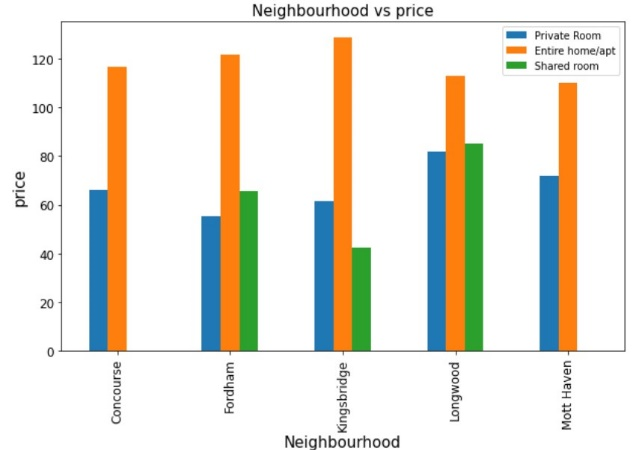 Neighbourhood vs price
Private Room
Entire home/apt
Shared room
price
120
100
80
60
40
20
0
Concourse
Fordham
Kingsbridge
Longwood
Mott Haven
Neighbourhood